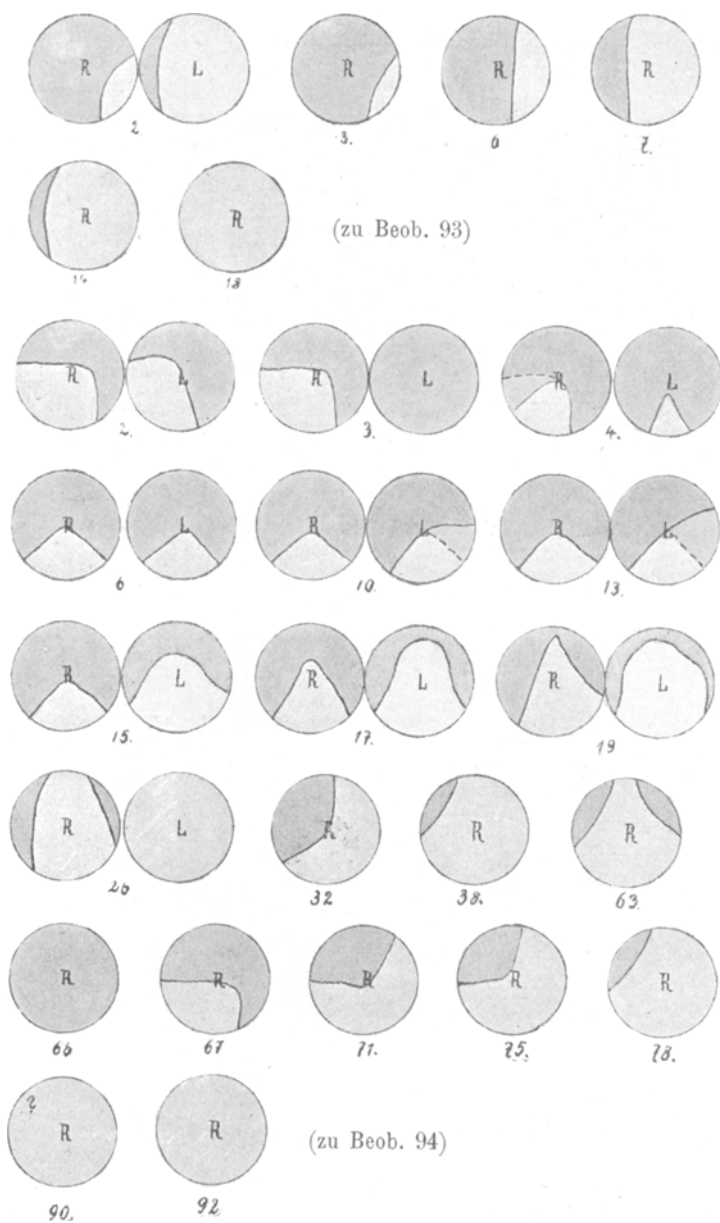 R L R R R
2 3. 6 7.
R R (zu Beob. 93)
14 18
R L R L R L
2. 3. 4.
R L R L R L
6 10. 13.
R L R L R L
15. 17. 19
R L R R R
26 32 38. 63.
R R R R R
66 67 71. 75. 78.
? R R (zu Beob. 94)
90. 92